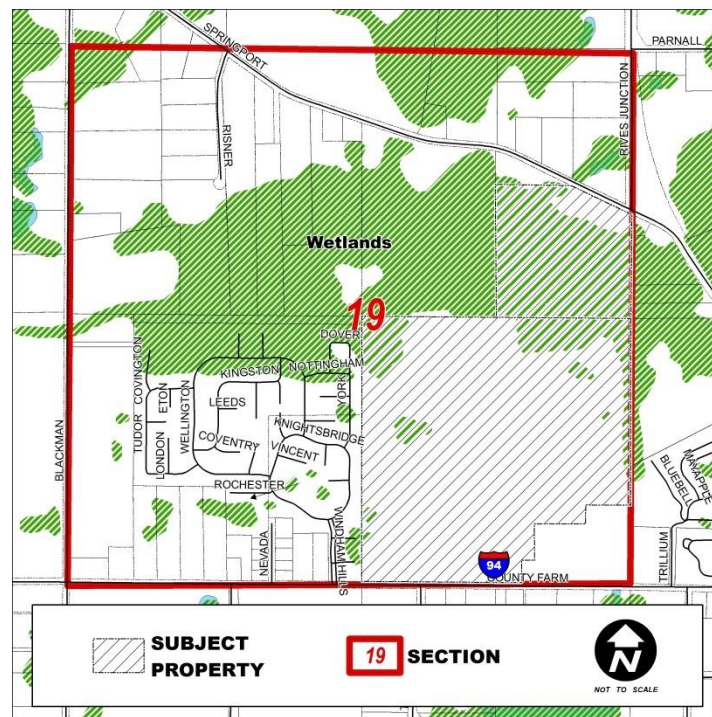 SPRINGPORT
PARNALL
RISNER
RIVES JUNCTION
Wetlands
19
DOVER
COVINGTON
KINGSTON
NOTTINGHAM
TUDOR
ETON
LEEDS
YORK
LONDON
WELLINGTON
COVENTRY
KNIGHTSBRIDGE
VINCENT
BLACKMAN
ROCHESTER
NEVADA
WINDHAM HILLS
BLUEBELL
MAYAPPLE
TRILLIUM
94
COUNTY FARM
SUBJECT
PROPERTY
19 SECTION
N
NOT TO SCALE